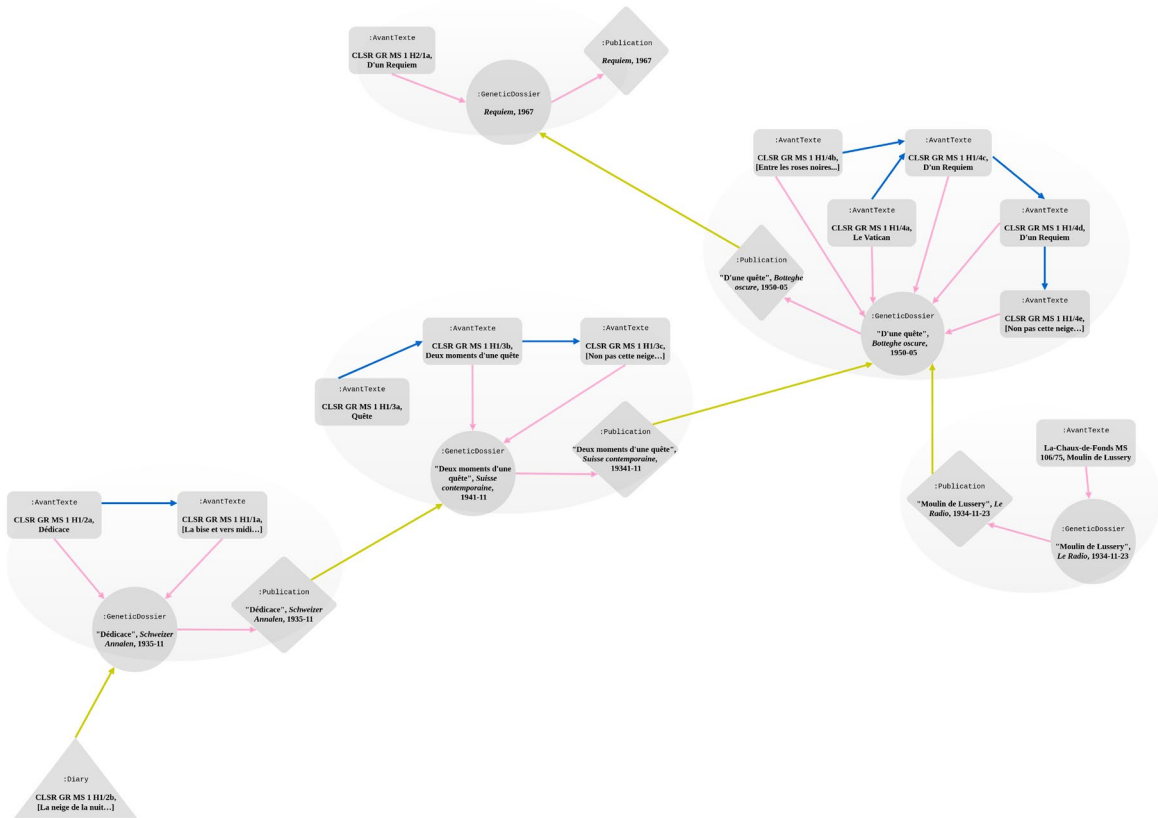 :AvantTexte
CLSR GR MS 1 H2/1a,
D'un Requiem
:Publication
Requiem, 1967
:GeneticDossier
Requiem, 1967
:AvantTexte
CLSR GR MS 1 H1/4b,
[Entre les roses noires...]
:AvantTexte
CLSR GR MS 1 H1/4c,
D'un Requiem
:AvantTexte
CLSR GR MS 1 H1/4a,
Le Vatican
:AvantTexte
CLSR GR MS 1 H1/4d,
D'un Requiem
:Publication
"D'une quête", Botteghe
oscure, 1950-05
:GeneticDossier
"D'une quête",
Botteghe oscure,
1950-05
:AvantTexte
CLSR GR MS 1 H1/4e,
[Non pas cette neige…]
:AvantTexte
CLSR GR MS 1 H1/3b,
Deux moments d'une quête
:AvantTexte
CLSR GR MS 1 H1/3c,
[Non pas cette neige…]
:AvantTexte
CLSR GR MS 1 H1/3a,
Quête
:GeneticDossier
"Deux moments d'une
quête", Suisse
contemporaine,
1941-11
:Publication
"Deux moments d'une quête",
Suisse contemporaine,
19341-11
:AvantTexte
La-Chaux-de-Fonds MS
106/75, Moulin de Lussery
:Publication
"Moulin de Lussery", Le
Radio, 1934-11-23
:GeneticDossier
"Moulin de Lussery",
Le Radio, 1934-11-23
:AvantTexte
CLSR GR MS 1 H1/2a,
Dédicace
:AvantTexte
CLSR GR MS 1 H1/1a,
[La bise et vers midi…]
:GeneticDossier
"Dédicace", Schweizer
Annalen, 1935-11
:Publication
"Dédicace", Schweizer
Annalen, 1935-11
:Diary
CLSR GR MS 1 H1/2b,
[La neige de la nuit…]